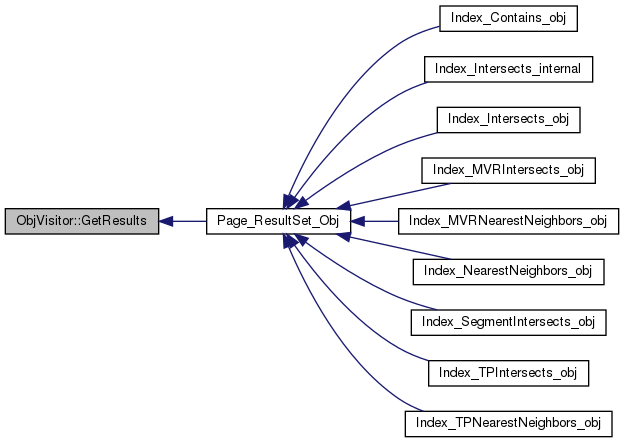 ObjVisitor::GetResults
Page_ResultSet_Obj
Index_Contains_obj
Index_Intersects_internal
Index_Intersects_obj
Index_MVRIntersects_obj
Index_MVRNearestNeighbors_obj
Index_NearestNeighbors_obj
Index_SegmentIntersects_obj
Index_TPIntersects_obj
Index_TPNearestNeighbors_obj